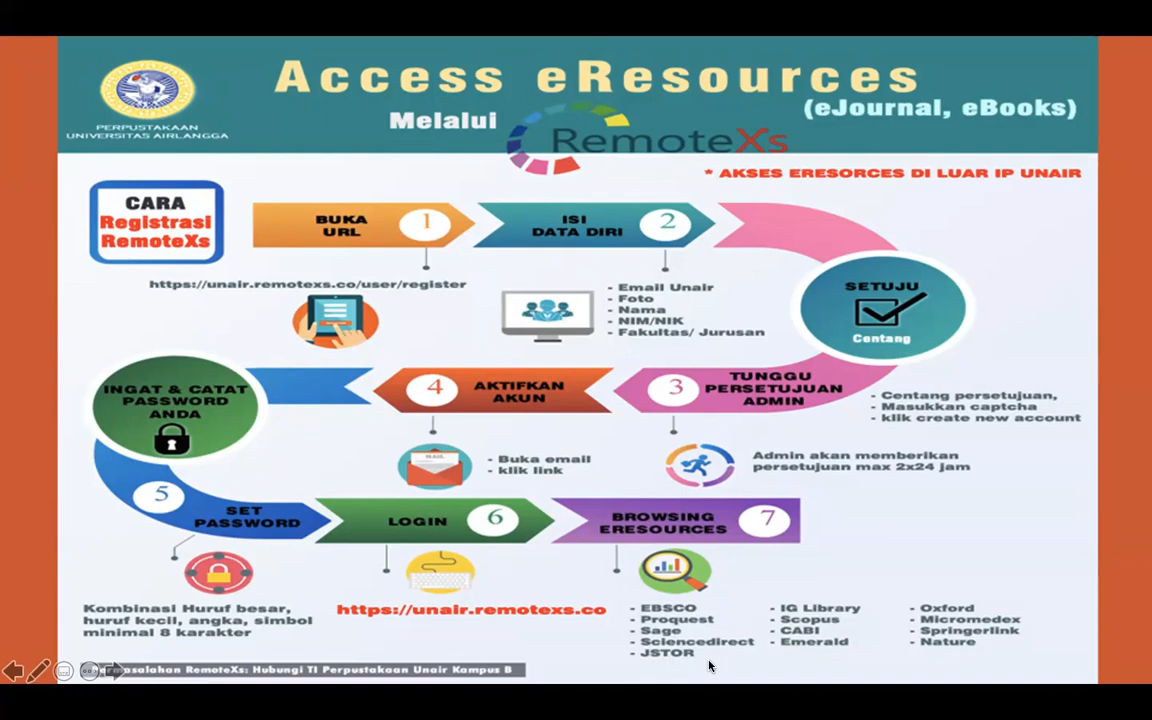 Access eResources
(eJournal, eBooks)
Melalui
RemoteXs
PERPUSTAKAAN
UNIVERSITAS AIRLANGGA
* AKSES ERESORCES DI LUAR IP UNAIR
CARA
Registrasi
RemoteXs
BUKA
URL
1
ISI
DATA DIRI
2
https://unair.remotexs.co/user/register
- Email Unair
- Foto
- Nama
- NIM/NIK
- Fakultas/ Jurusan
SETUJU
Centang
- Centang persetujuan,
- Masukkan captcha
- klik create new account
TUNGGU
PERSETUJUAN
ADMIN
3
Admin akan memberikan
persetujuan max 2x24 jam
4
AKTIFKAN
AKUN
MAIL
- Buka email
- klik link
INGAT & CATAT
PASSWORD
ANDA
5
SET
PASSWORD
Kombinasi Huruf besar,
huruf kecil, angka, simbol
minimal 8 karakter
LOGIN
6
https://unair.remotexs.co
BROWSING
ERESOURCES
7
- EBSCO
- Proquest
- Sage
- Sciencedirect
- JSTOR
- IG Library
- Scopus
- CABI
- Emerald
- Oxford
- Micromedex
- Springerlink
- Nature
masalahan RemoteXs: Hubungi TI Perpustakaan Unair Kampus B